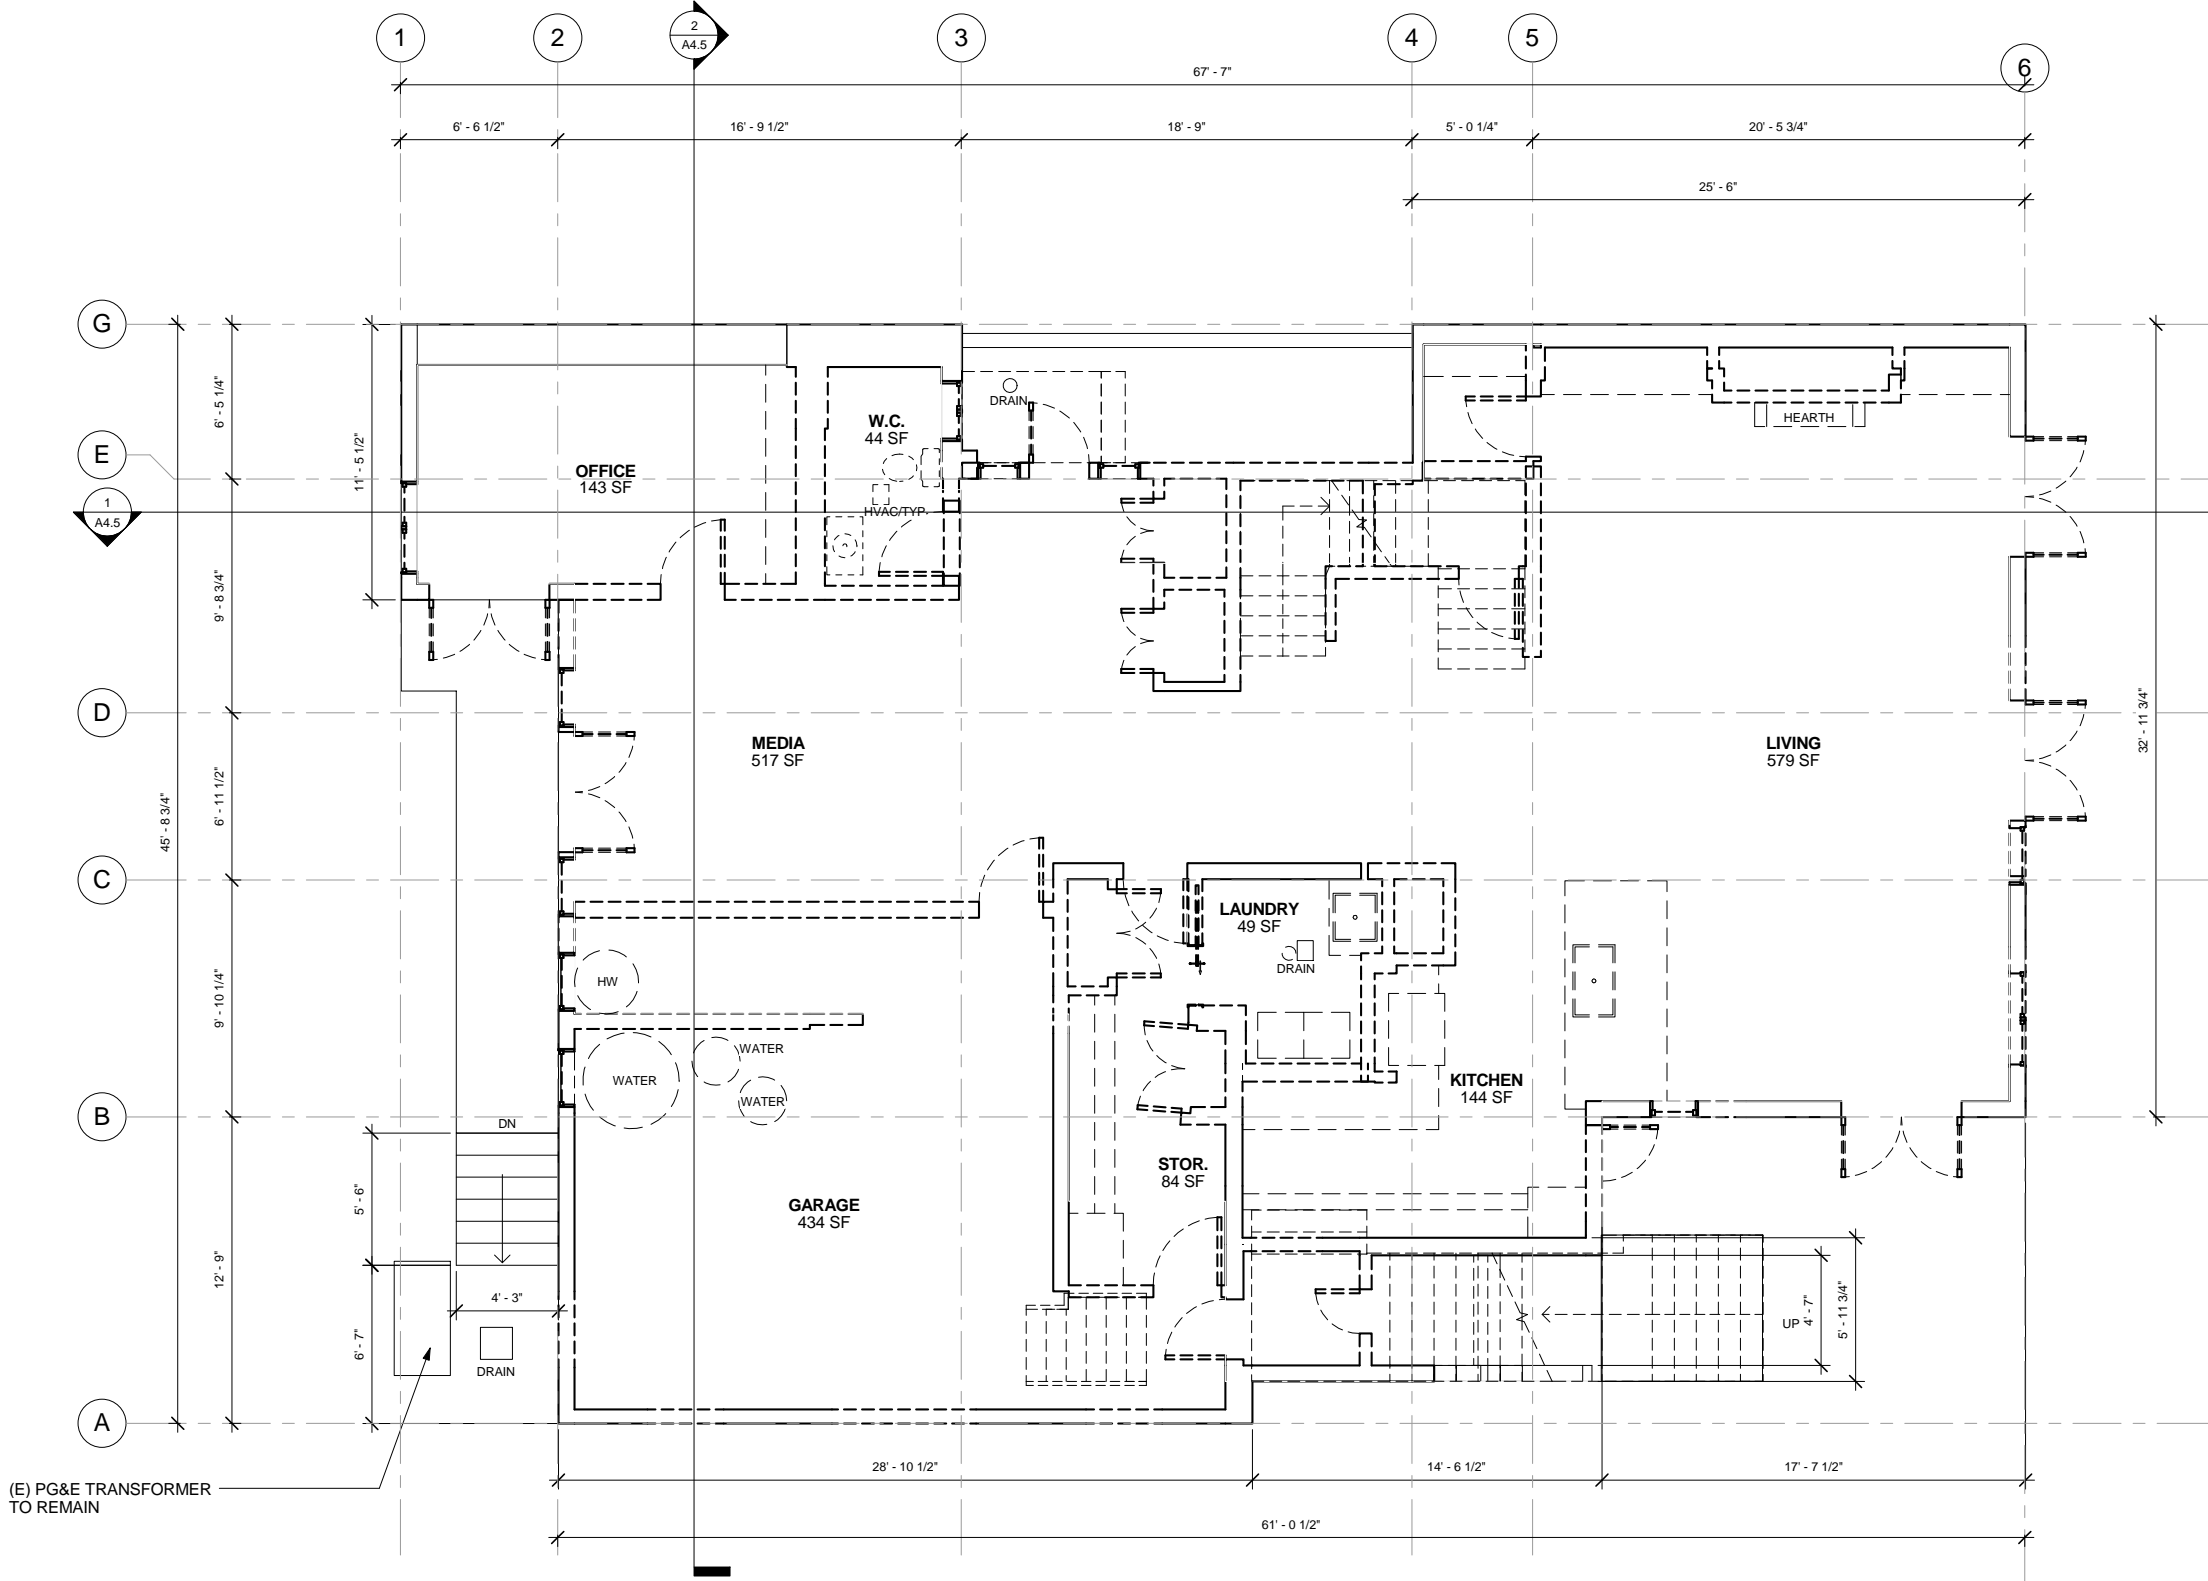 1
2
2
A4.5
3
4
5
6
67' - 7"
6' - 6 1/2"
16' - 9 1/2"
18' - 9"
5' - 0 1/4"
20' - 5 3/4"
25' - 6"
G
E
1
A4.5
D
C
B
A
45' - 8 3/4"
6' - 5 1/4"
9' - 8 3/4"
6' - 11 1/2"
9' - 10 1/4"
12' - 9"
11' - 5 1/2"
5' - 6"
6' - 7"
4' - 3"
32' - 11 3/4"
OFFICE
143 SF
W.C.
44 SF
HVAC/TYP.
DRAIN
HEARTH
MEDIA
517 SF
LIVING
579 SF
LAUNDRY
49 SF
DRAIN
HW
WATER
WATER
WATER
KITCHEN
144 SF
STOR.
84 SF
GARAGE
434 SF
DN
DRAIN
UP
4' - 7"
5' - 11 3/4"
28' - 10 1/2"
14' - 6 1/2"
17' - 7 1/2"
61' - 0 1/2"
(E) PG&E TRANSFORMER
TO REMAIN